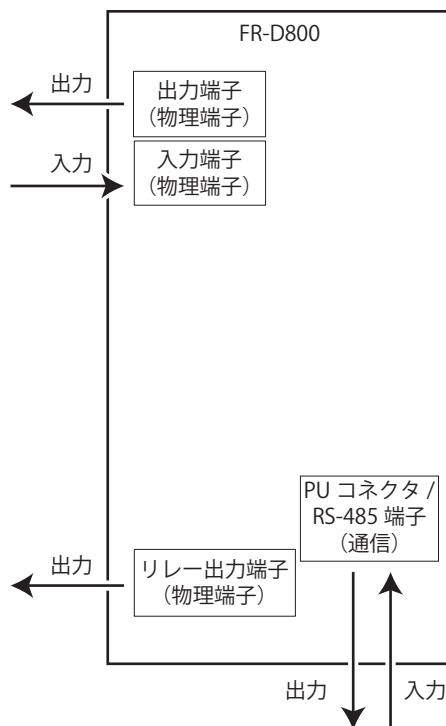 FR-D800
出力
出力端子
（物理端子）
入力
入力端子
（物理端子）
PU コネクタ /
RS-485 端子
（通信）
出力
リレー出力端子
（物理端子）
出力
入力